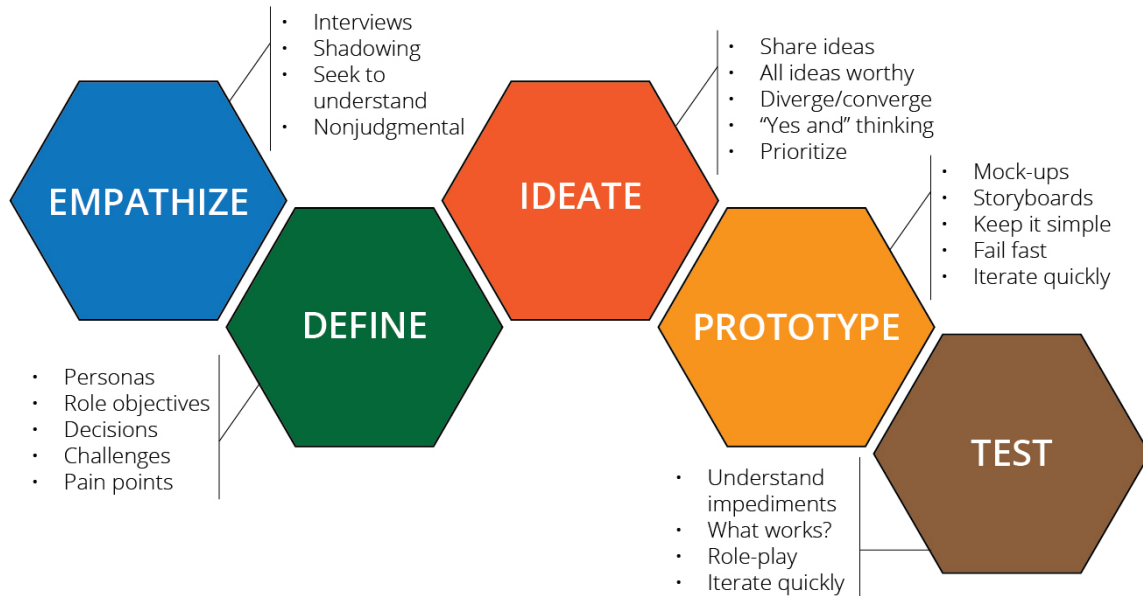 EMPATHIZE
• Interviews
• Shadowing
• Seek to
understand
• Nonjudgmental
DEFINE
• Personas
• Role objectives
• Decisions
• Challenges
• Pain points
IDEATE
• Share ideas
• All ideas worthy
• Diverge/converge
• “Yes and” thinking
• Prioritize
PROTOTYPE
• Mock-ups
• Storyboards
• Keep it simple
• Fail fast
• Iterate quickly
TEST
• Understand
impediments
• What works?
• Role-play
• Iterate quickly